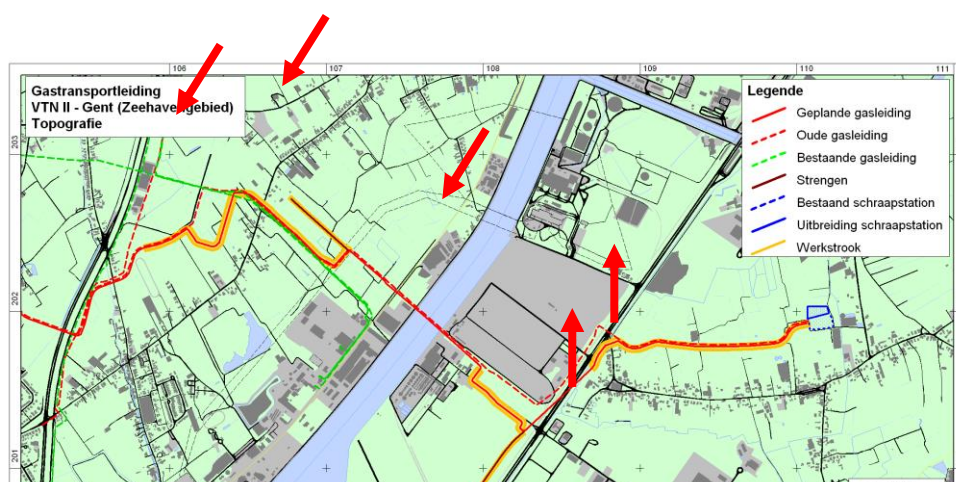 106 107 108 109 110 111
Gastransportleiding
VTN II - Gent (Zeehavengebied)
Topografie
Legende
Geplande gasleiding
Oude gasleiding
Bestaande gasleiding
Strengen
Bestaand schraapstation
Uitbreiding schraapstation
Werkstrook
203
202
201